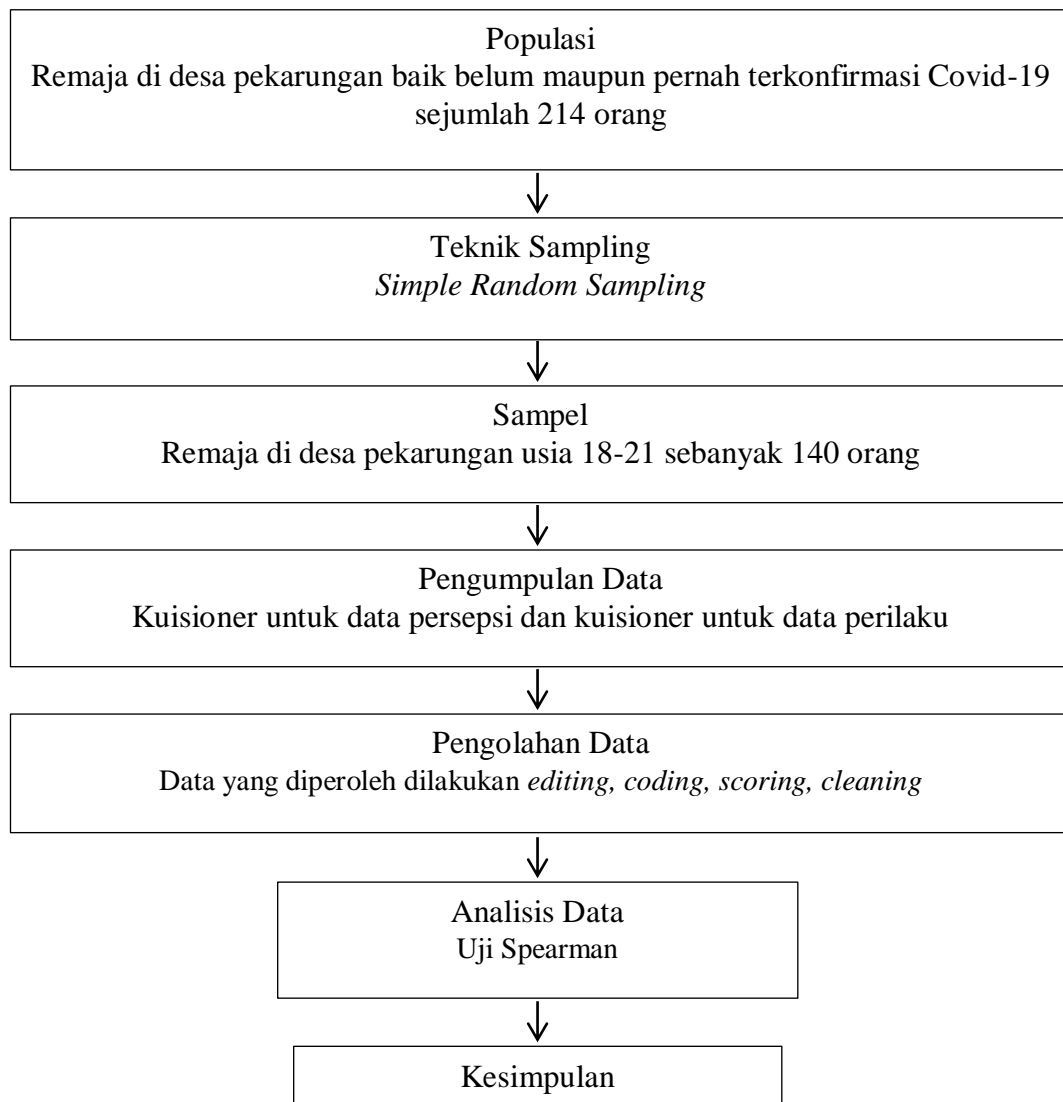 Populasi
Remaja di desa pekarungan baik belum maupun pernah terkonfirmasi Covid-19
sejumlah 214 orang
Teknik Sampling
Simple Random Sampling
Sampel
Remaja di desa pekarungan usia 18-21 sebanyak 140 orang
Pengumpulan Data
Kuisioner untuk data persepsi dan kuisioner untuk data perilaku
Pengolahan Data
Data yang diperoleh dilakukan editing, coding, scoring, cleaning
Analisis Data
Uji Spearman
Kesimpulan